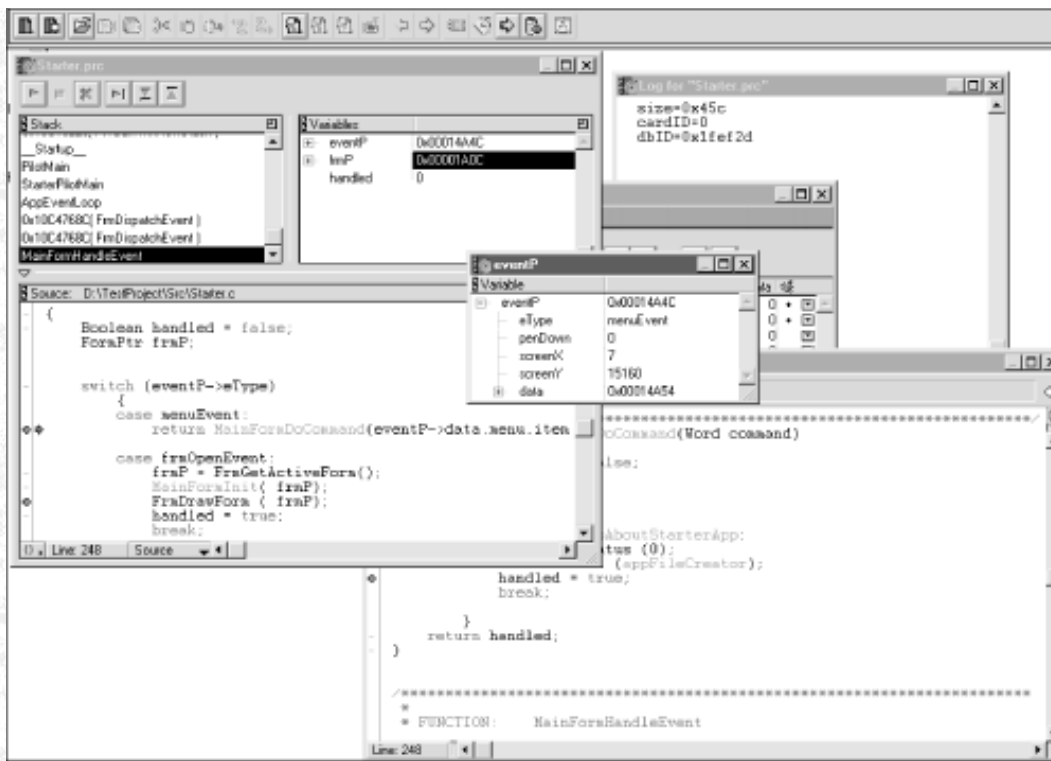 Starter.prc
Stack
__Startup__
PilotMain
StarterPilotMain
AppEventLoop
0x10C4768C( FrmDispatchEvent )
0x10C4768C( FrmDispatchEvent )
MainFormHandleEvent
Variables
eventP 0x00014A4C
frmP 0x00001A0C
handled 0
Log for "Starter.prc"
size=0x45c
cardID=0
dbID=0x1fef2d
eventP
Variable
eventP 0x00014A4C
eType menuEvent
penDown 0
screenX 7
screenY 15160
data 0x00014A54
0
0
0
Source: D:\TestProject\Src\Starter.c
{
Boolean handled = false;
FormPtr frmP;
switch (eventP->eType)
{
case menuEvent:
return MainFormDoCommand(eventP->data.menu.item
case frmOpenEvent:
frmP = FrmGetActiveForm();
MainFormInit( frmP);
FrmDrawForm ( frmP);
handled = true;
break;
Line: 248 Source
**********************************************/
oCommand(Word command)
lse;
AboutStarterApp:
tus (0);
(appFileCreator);
handled = true;
break;
}
return handled;
}
/***********************************************************************
*
* FUNCTION: MainFormHandleEvent
Line: 248